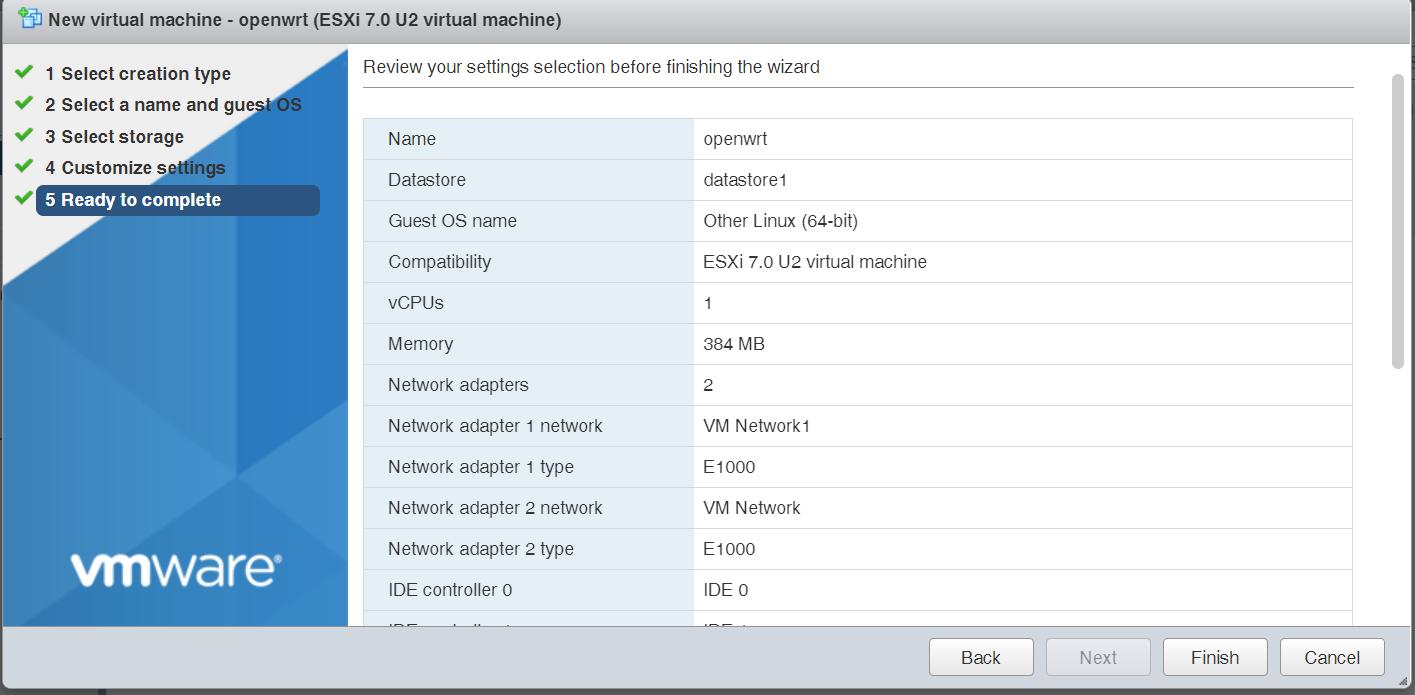 New virtual machine - openwrt (ESXi 7.0 U2 virtual machine)
1 Select creation type
2 Select a name and guest OS
3 Select storage
4 Customize settings
5 Ready to complete
vmware®
Review your settings selection before finishing the wizard
Name openwrt
Datastore datastore1
Guest OS name Other Linux (64-bit)
Compatibility ESXi 7.0 U2 virtual machine
vCPUs 1
Memory 384 MB
Network adapters 2
Network adapter 1 network VM Network1
Network adapter 1 type E1000
Network adapter 2 network VM Network
Network adapter 2 type E1000
IDE controller 0 IDE 0
Back Next Finish Cancel